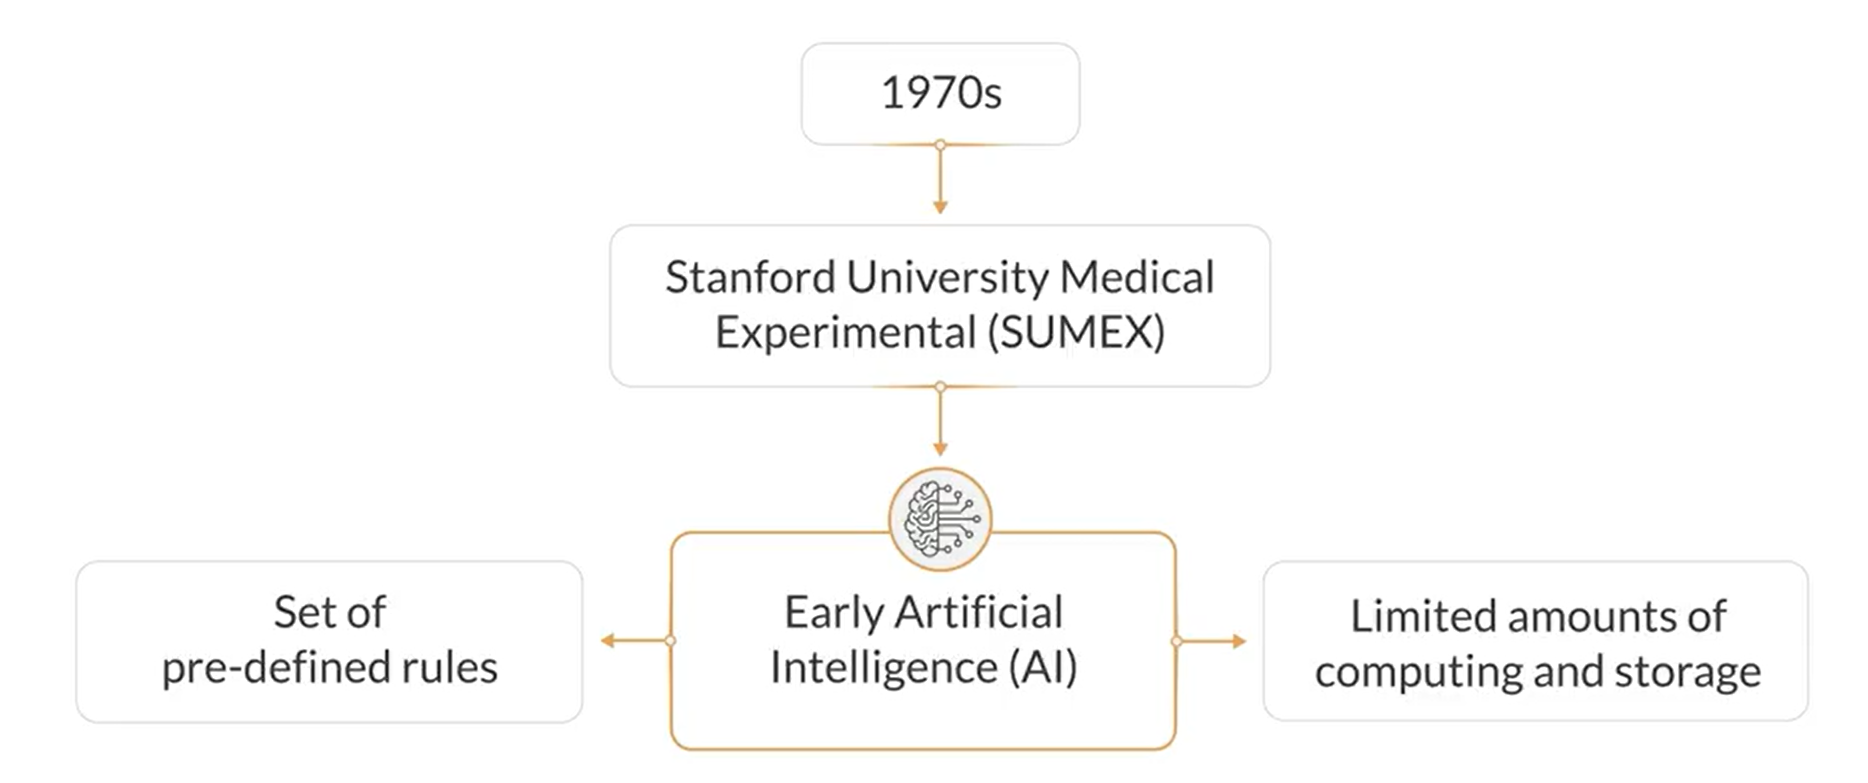 1970s
Stanford University Medical
Experimental (SUMEX)
Early Artificial
Intelligence (AI)
Set of
pre-defined rules
Limited amounts of
computing and storage